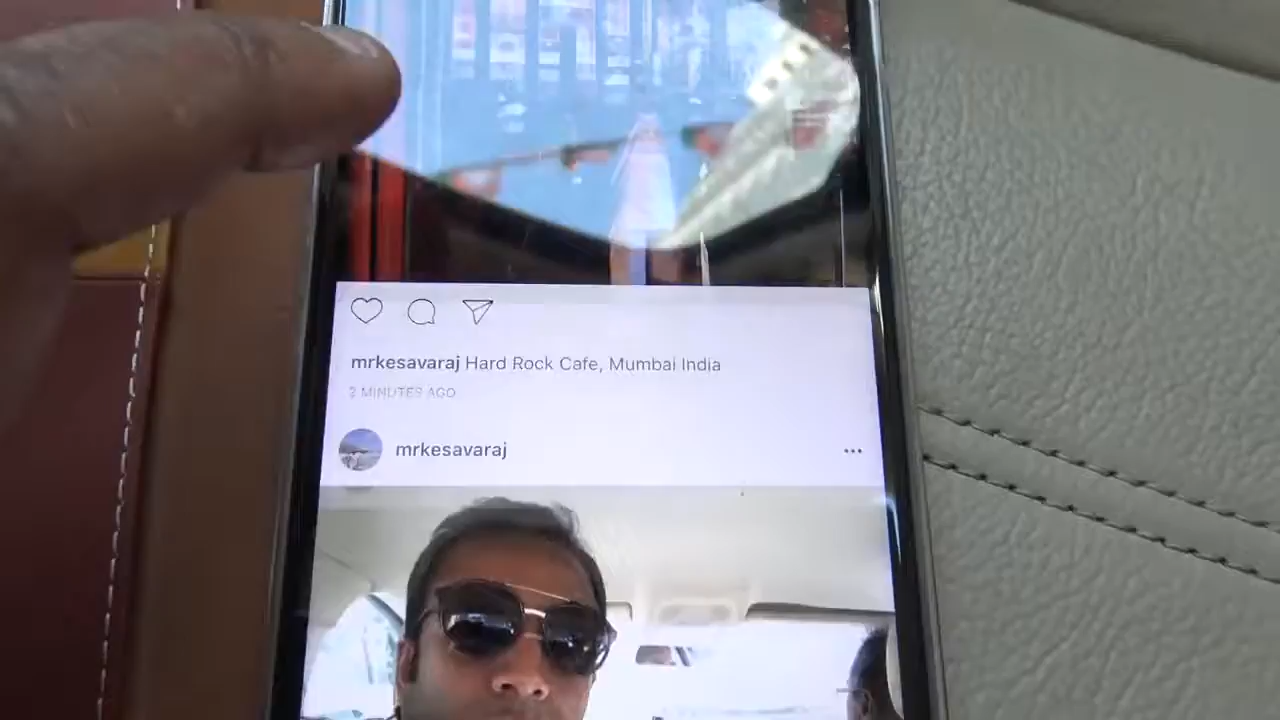 mrkesavaraj Hard Rock Cafe, Mumbai India
2 MINUTES AGO
mrkesavaraj